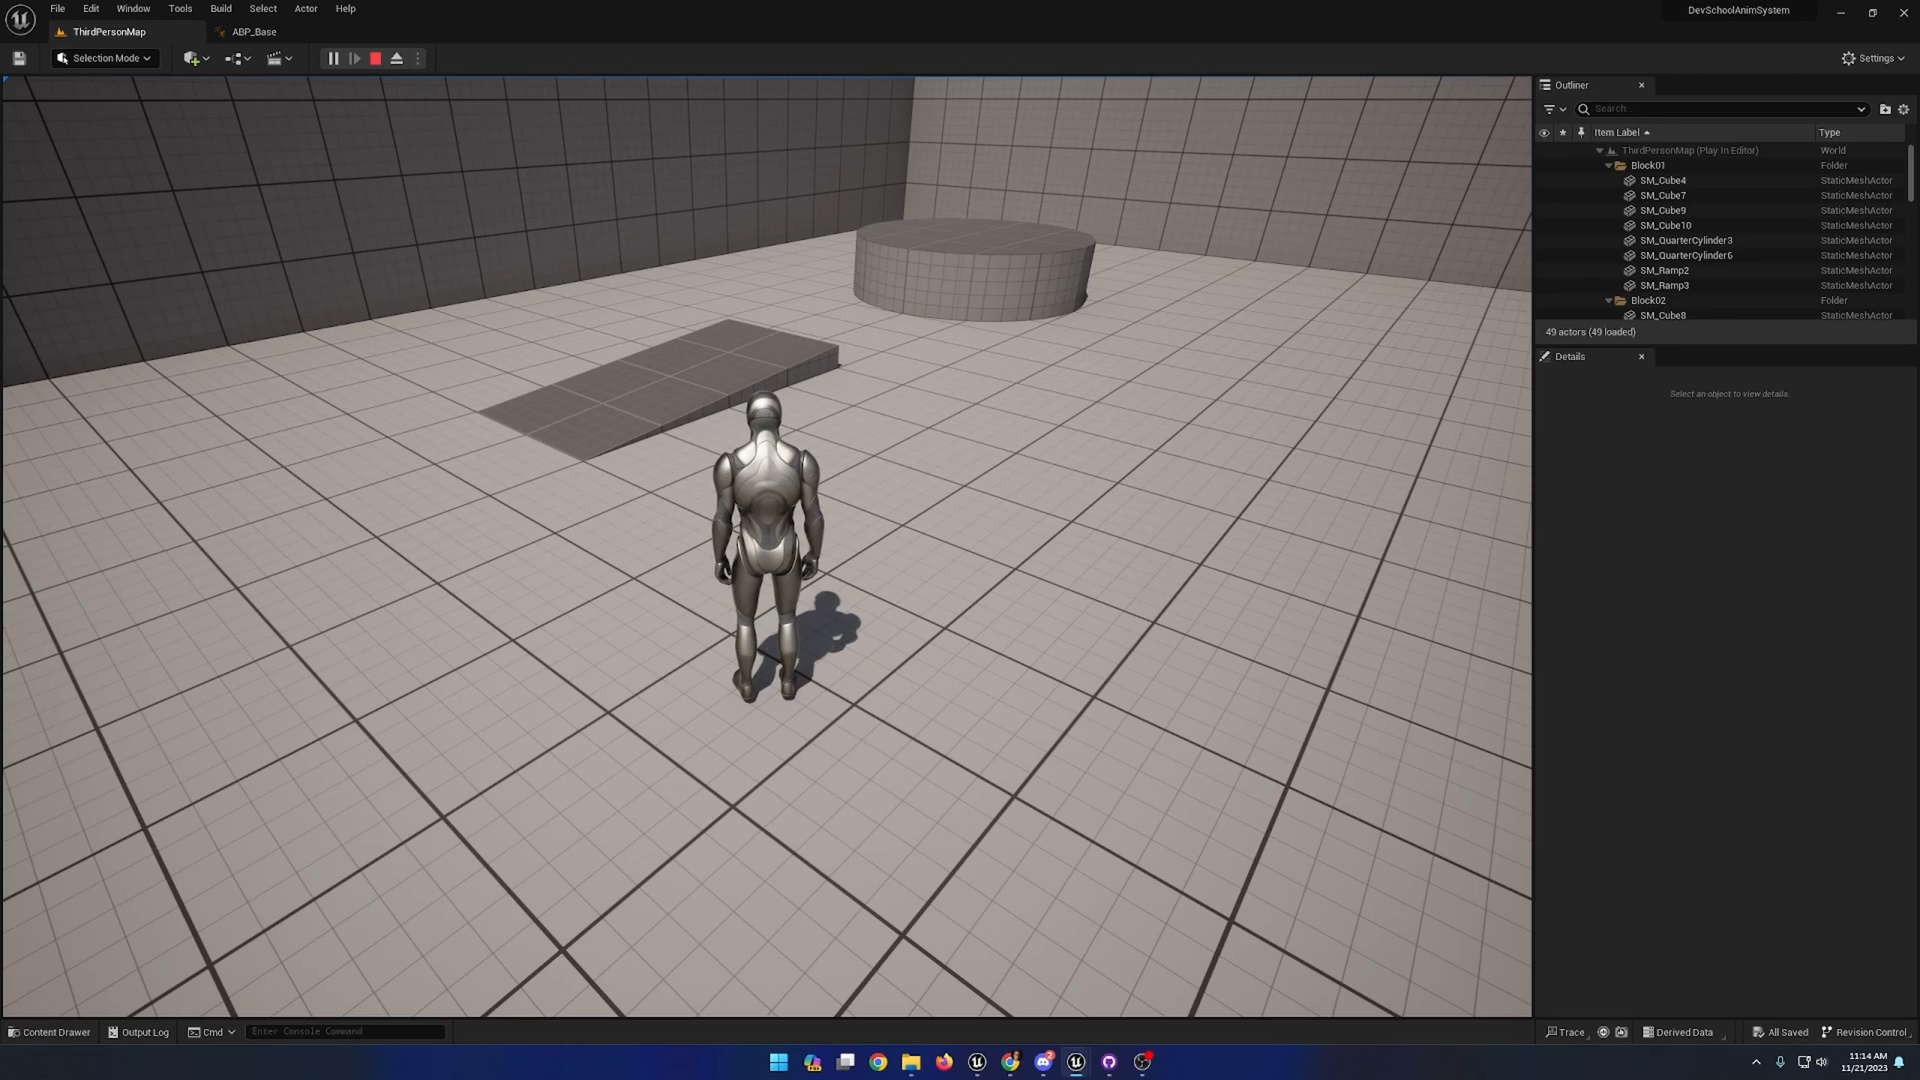 File Edit Window Tools Build Select Actor Help
DevSchoolAnimSystem
ThirdPersonMap
ABP_Base
Selection Mode
Settings
Outliner
Search...
Item Label
Type
ThirdPersonMap (Play In Editor)
World
Block01
Folder
SM_Cube4
StaticMeshActor
SM_Cube7
StaticMeshActor
SM_Cube9
StaticMeshActor
SM_Cube10
StaticMeshActor
SM_QuarterCylinder3
StaticMeshActor
SM_QuarterCylinder6
StaticMeshActor
SM_Ramp2
StaticMeshActor
SM_Ramp3
StaticMeshActor
Block02
Folder
SM_Cube8
StaticMeshActor
49 actors (49 loaded)
Details
Select an object to view details.
Content Drawer
Output Log
Cmd
Enter Console Command
Trace
Derived Data
All Saved
Revision Control
11:14 AM
11/21/2023